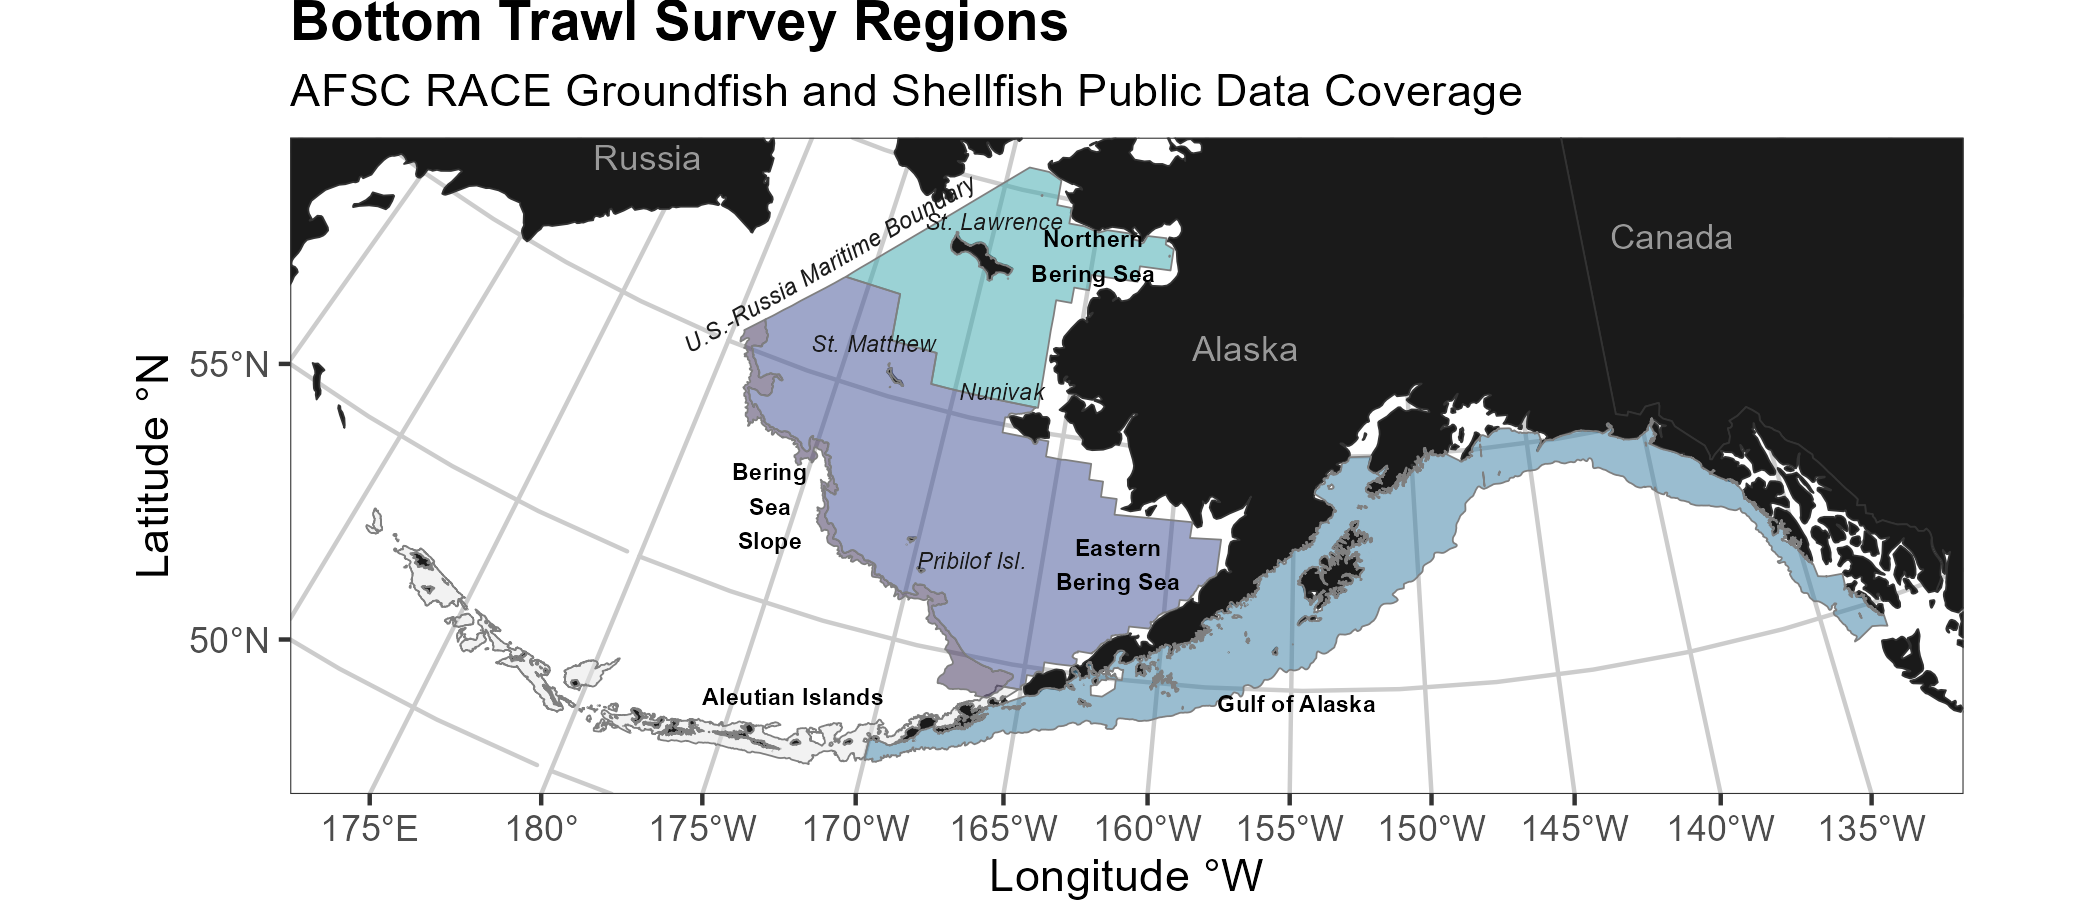 Bottom Trawl Survey Regions
AFSC RACE Groundfish and Shellfish Public Data Coverage
Russia
U.S.-Russia Maritime Boundary
St. Lawrence
Northern
Bering Sea
Canada
Alaska
St. Matthew
Nunivak
Bering
Sea
Slope
Pribilof Isl.
Eastern
Bering Sea
Aleutian Islands
Gulf of Alaska
Latitude °N
55°N
50°N
175°E
180°
175°W
170°W
165°W
160°W
155°W
150°W
145°W
140°W
135°W
Longitude °W